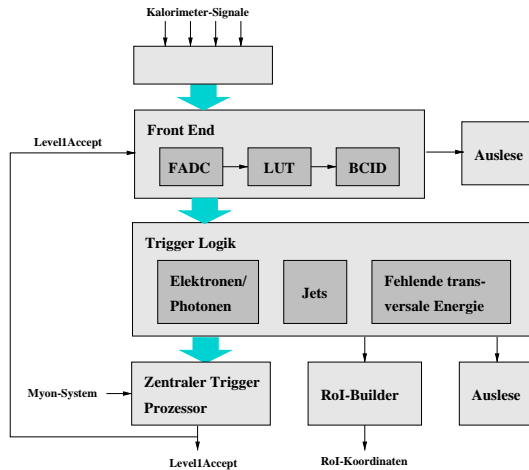 Kalorimeter-Signale
Level1Accept
Front End
FADC
LUT
BCID
Auslese
Trigger Logik
Elektronen/
Photonen
Jets
Fehlende trans-
versale Energie
Myon-System
Zentraler Trigger
Prozessor
RoI-Builder
Auslese
Level1Accept
RoI-Koordinaten